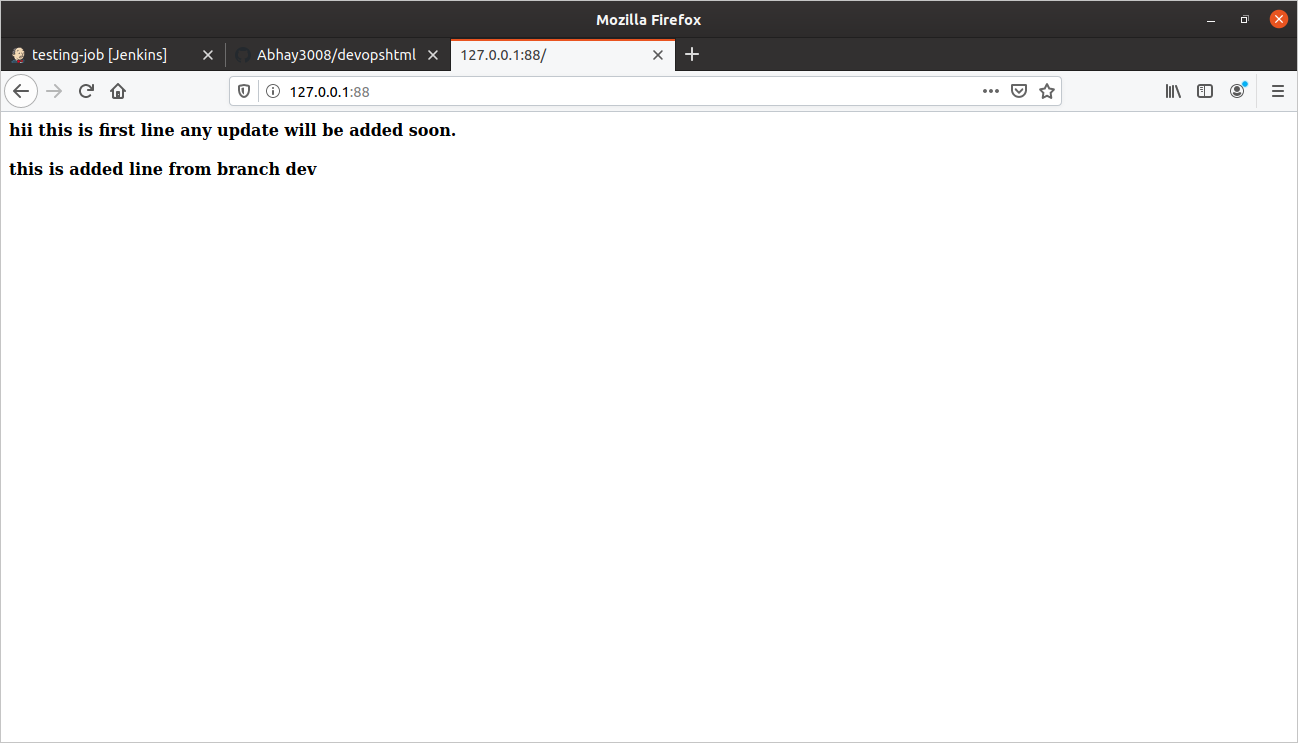 Mozilla Firefox
testing-job [Jenkins]
Abhay3008/devopshtml
127.0.0.1:88/
127.0.0.1:88
hii this is first line any update will be added soon.
this is added line from branch dev